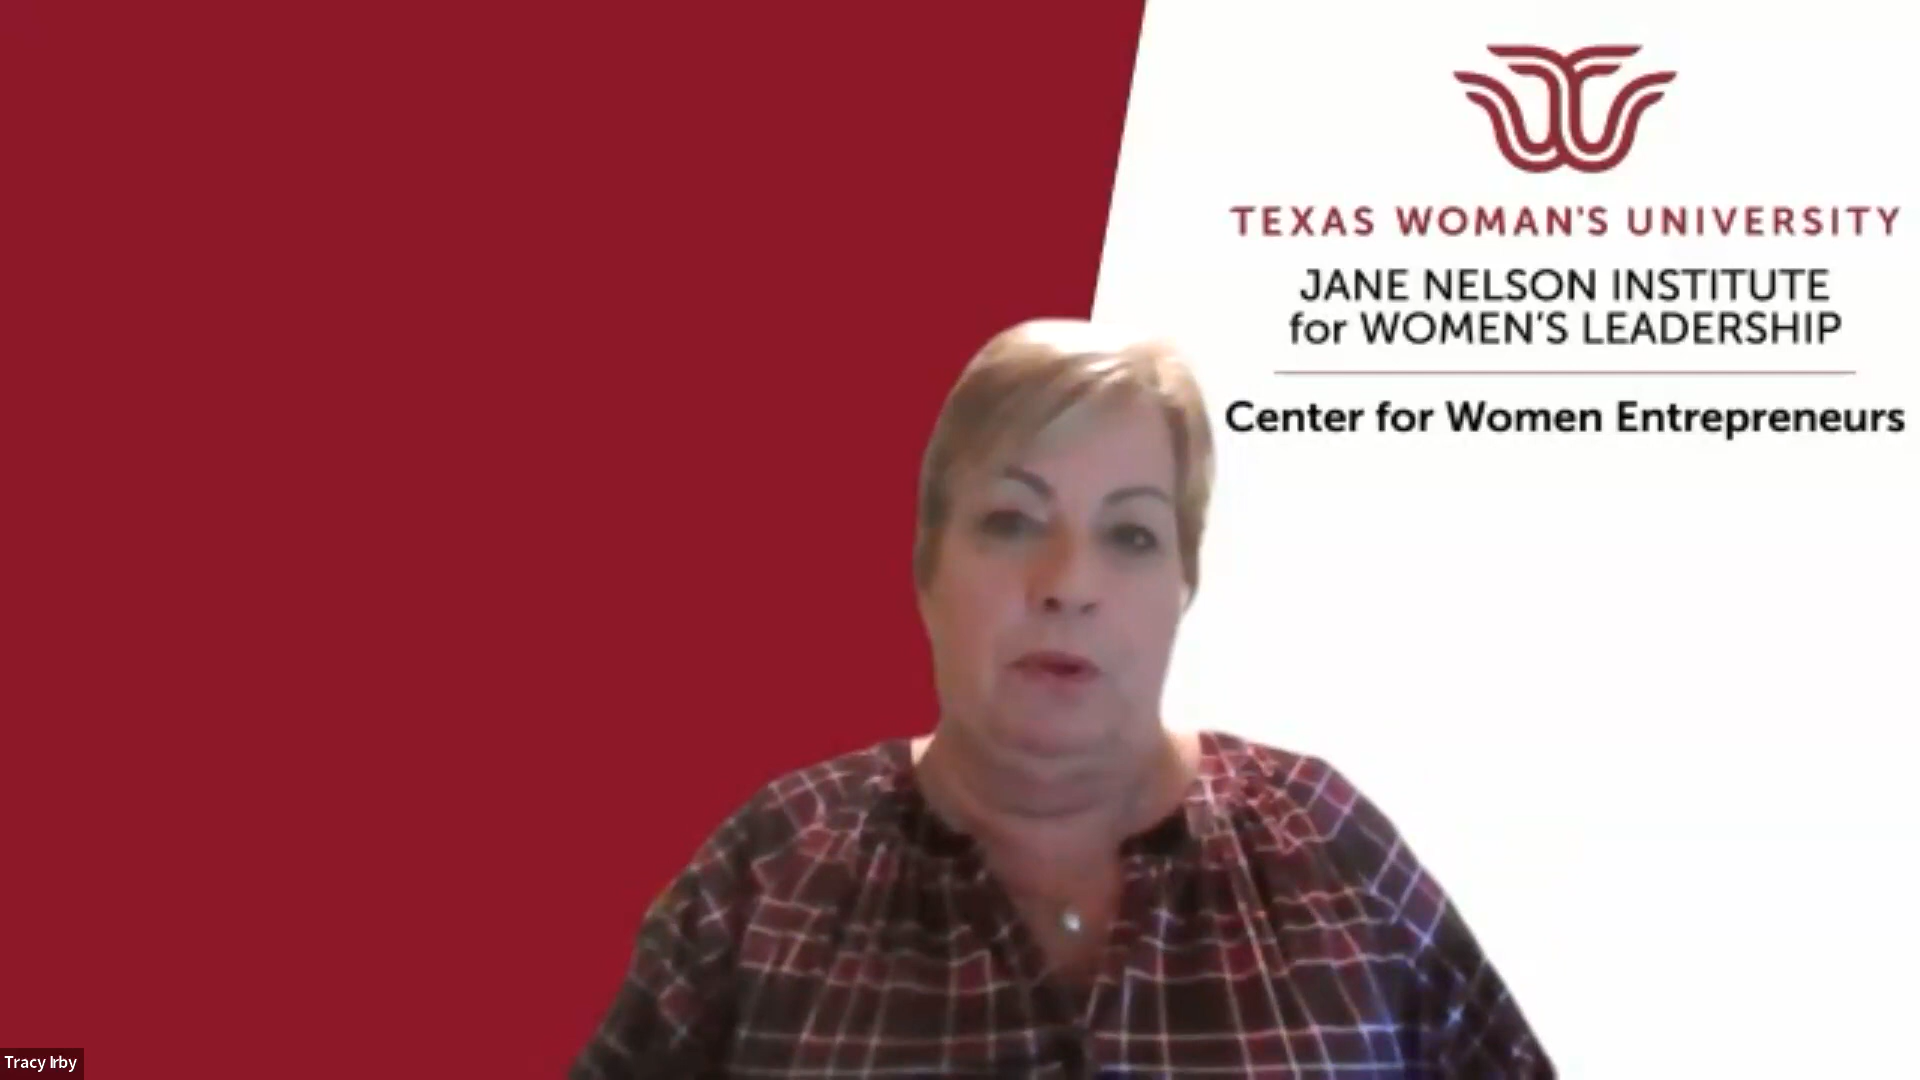 TEXAS WOMAN'S UNIVERSITY
JANE NELSON INSTITUTE
for WOMEN'S LEADERSHIP
Center for Women Entrepreneurs
Tracy Irby